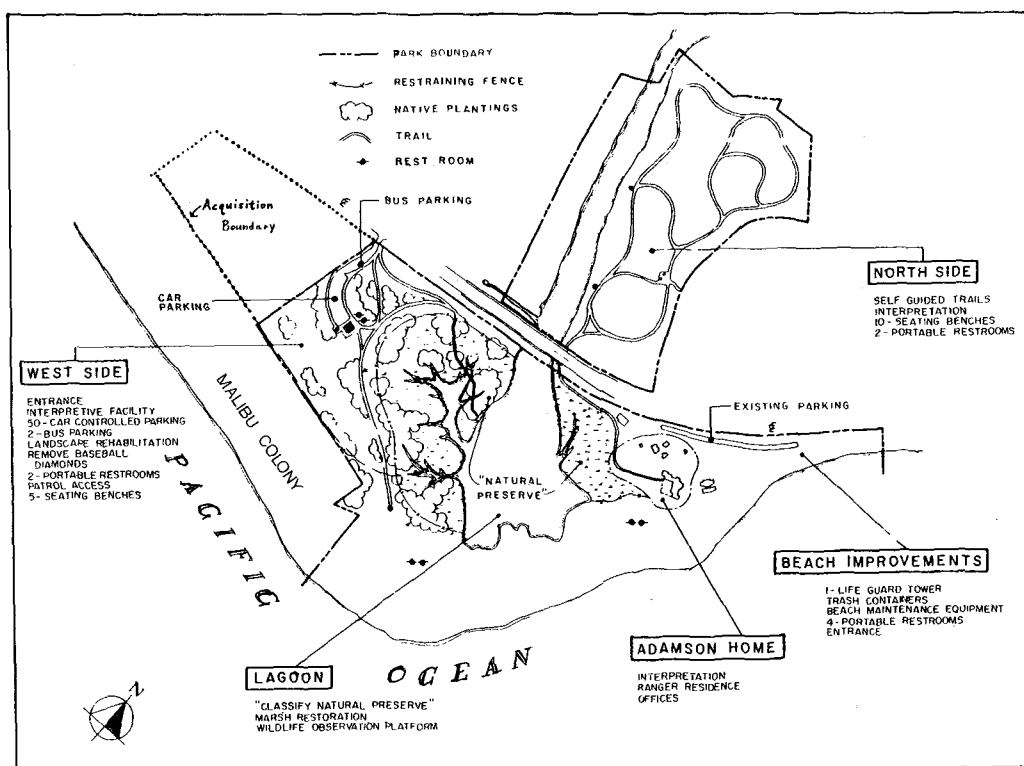 PARK BOUNDARY
RESTRAINING FENCE
NATIVE PLANTINGS
TRAIL
REST ROOM
BUS PARKING
Acquisition
Boundary
CAR
PARKING
NORTH SIDE
SELF GUIDED TRAILS
INTERPRETATION
10 - SEATING BENCHES
2 - PORTABLE RESTROOMS
WEST SIDE
ENTRANCE
INTERPRETIVE FACILITY
50 - CAR CONTROLLED PARKING
2 - BUS PARKING
LANDSCAPE REHABILITATION
REMOVE BASEBALL
DIAMONDS
2 - PORTABLE RESTROOMS
PATROL ACCESS
5 - SEATING BENCHES
MALIBU COLONY
EXISTING PARKING
"NATURAL
PRESERVE"
PACIFIC
OCEAN
BEACH IMPROVEMENTS
1 - LIFE GUARD TOWER
TRASH CONTAINERS
BEACH MAINTENANCE EQUIPMENT
4 - PORTABLE RESTROOMS
ENTRANCE
ADAMSON HOME
INTERPRETATION
RANGER RESIDENCE
OFFICES
LAGOON
"CLASSIFY NATURAL PRESERVE"
MARSH RESTORATION
WILDLIFE OBSERVATION PLATFORM
N